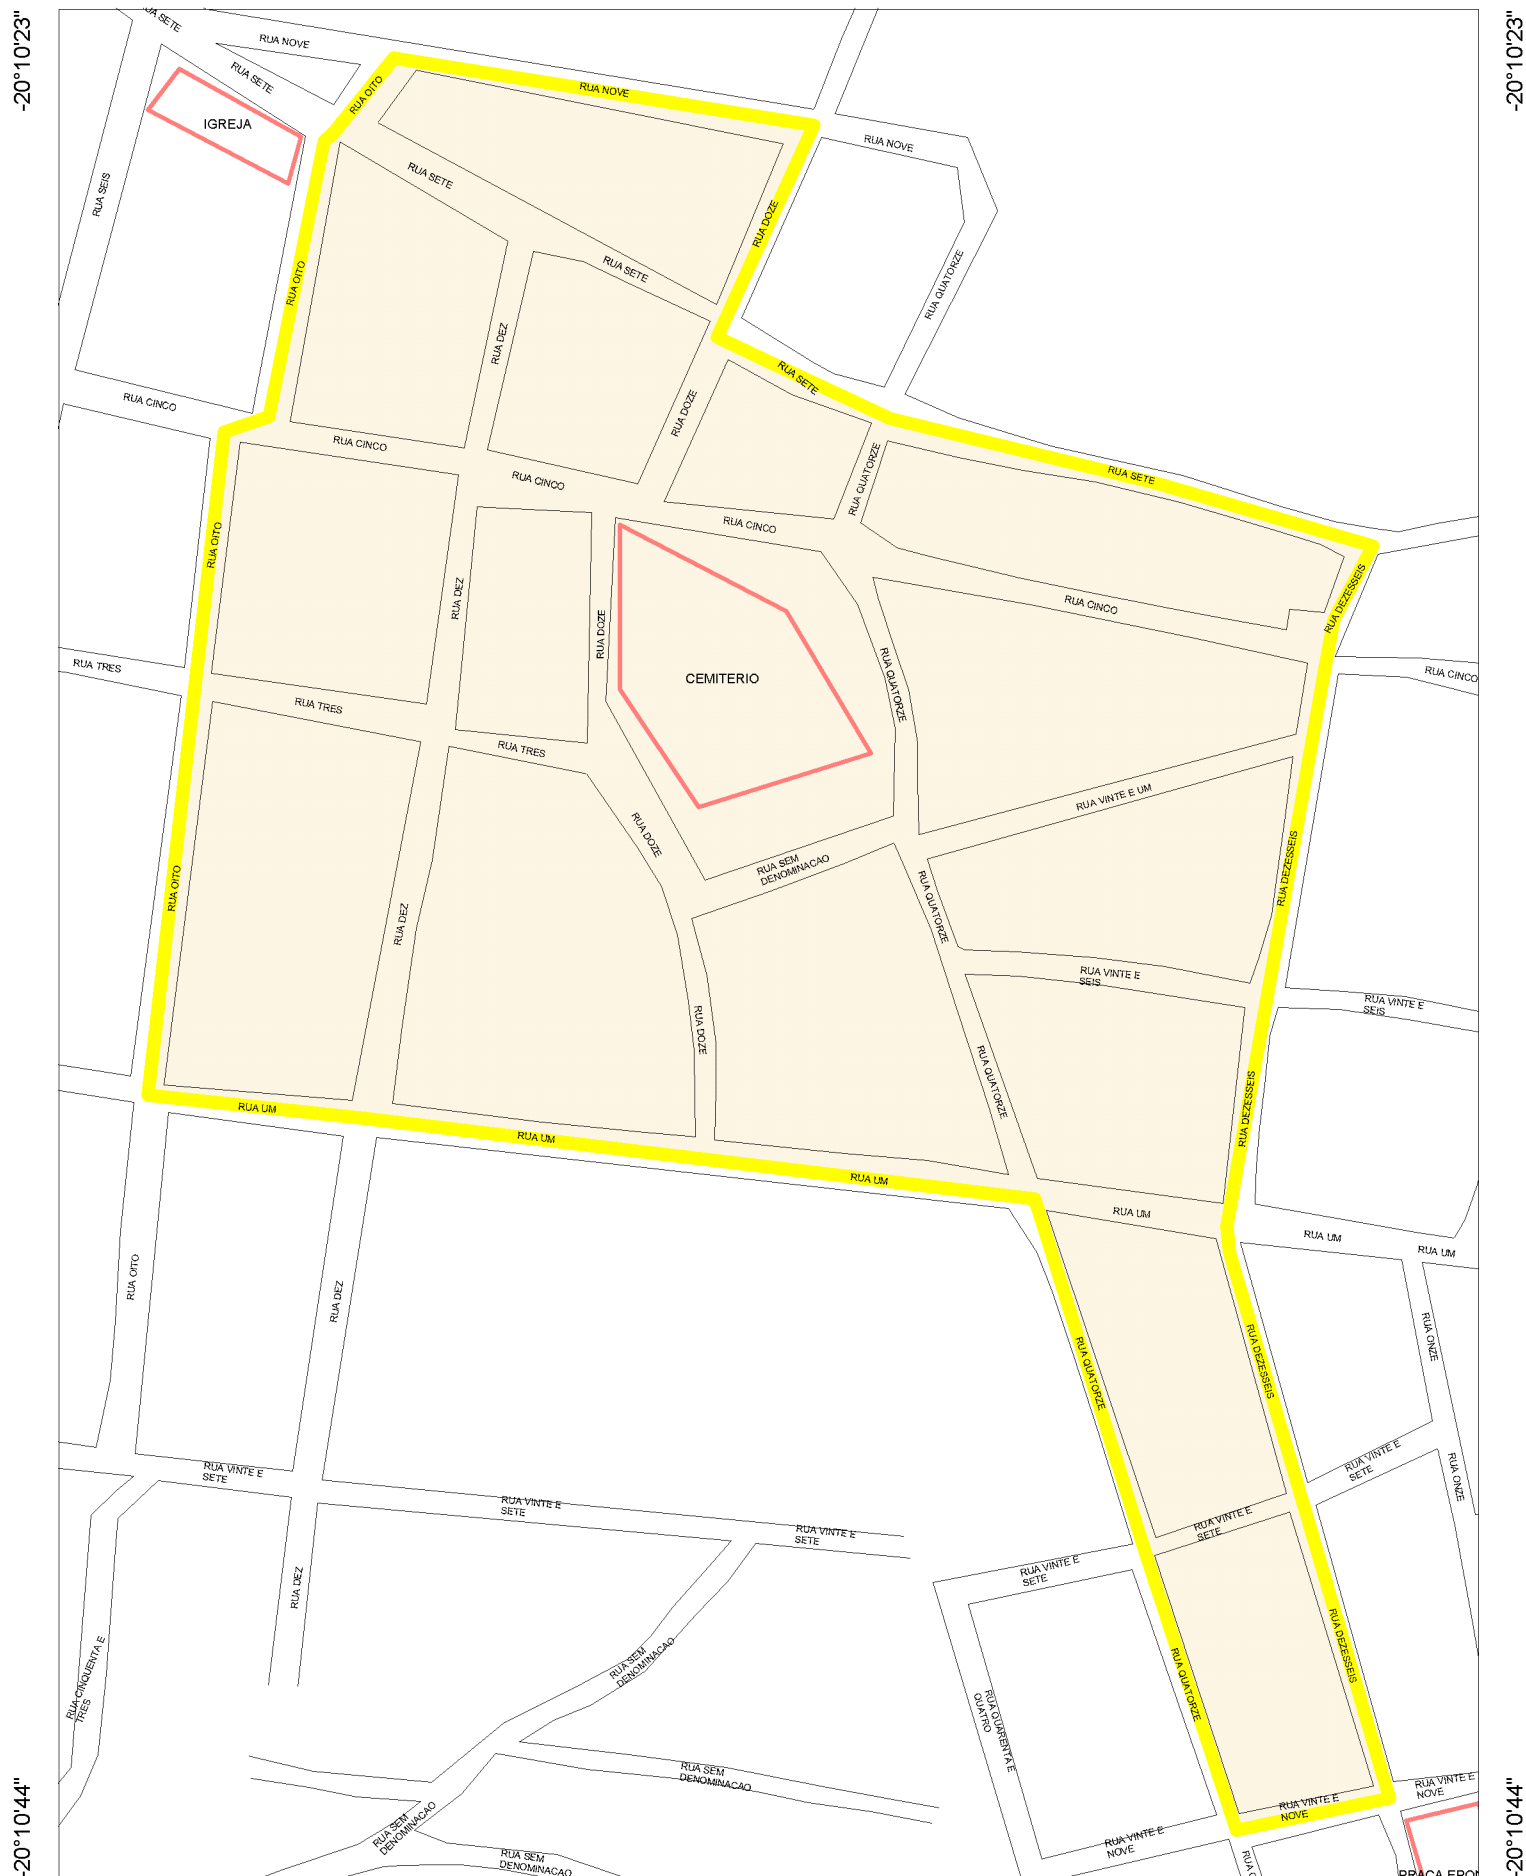 -20°10'23"
-20°10'23"
RUA SETE
RUA NOVE
RUA SETE
RUA OITO
RUA NOVE
IGREJA
RUA NOVE
RUA SETE
RUA SEIS
RUA DOZE
RUA SETE
RUA OITO
RUA QUATORZE
RUA DEZ
RUA SETE
RUA CINCO
RUA DOZE
RUA CINCO
RUA CINCO
RUA SETE
RUA QUATORZE
RUA CINCO
RUA OITO
RUA DEZ
RUA DOZE
RUA CINCO
RUA DEZESSEIS
RUA TRES
CEMITERIO
RUA QUATORZE
RUA CINCO
RUA TRES
RUA TRES
RUA VINTE E UM
RUA DOZE
RUA SEM
DENOMINACAO
RUA OITO
RUA DEZ
RUA QUATORZE
RUA DEZESSEIS
RUA VINTE E
SEIS
RUA VINTE E
SEIS
RUA DOZE
RUA QUATORZE
RUA DEZESSEIS
RUA UM
RUA UM
RUA UM
RUA UM
RUA UM
RUA UM
RUA OITO
RUA DEZ
RUA QUATORZE
RUA DEZESSEIS
RUA ONZE
RUA VINTE E
SETE
RUA VINTE E
SETE
RUA VINTE E
SETE
RUA VINTE E
SETE
RUA VINTE E
SETE
RUA ONZE
RUA DEZ
RUA VINTE E
SETE
RUA CINQUENTA E
TRES
RUA SEM
DENOMINACAO
RUA QUARENTA E
QUATRO
RUA QUATORZE
RUA DEZESSEIS
RUA SEM
DENOMINACAO
RUA VINTE E
NOVE
RUA VINTE E
NOVE
RUA SEM
DENOMINACAO
RUA VINTE E
NOVE
RUA SEM
DENOMINACAO
-20°10'44"
-20°10'44"
RUA
PRACA